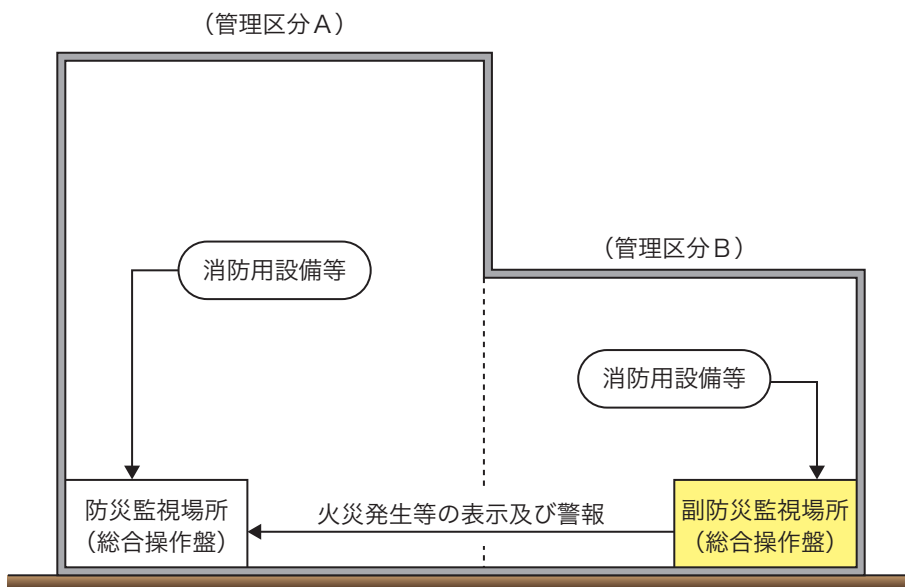 （管理区分Ａ）
（管理区分Ｂ）
消防用設備等
消防用設備等
防災監視場所
（総合操作盤）
火災発生等の表示及び警報
副防災監視場所
（総合操作盤）